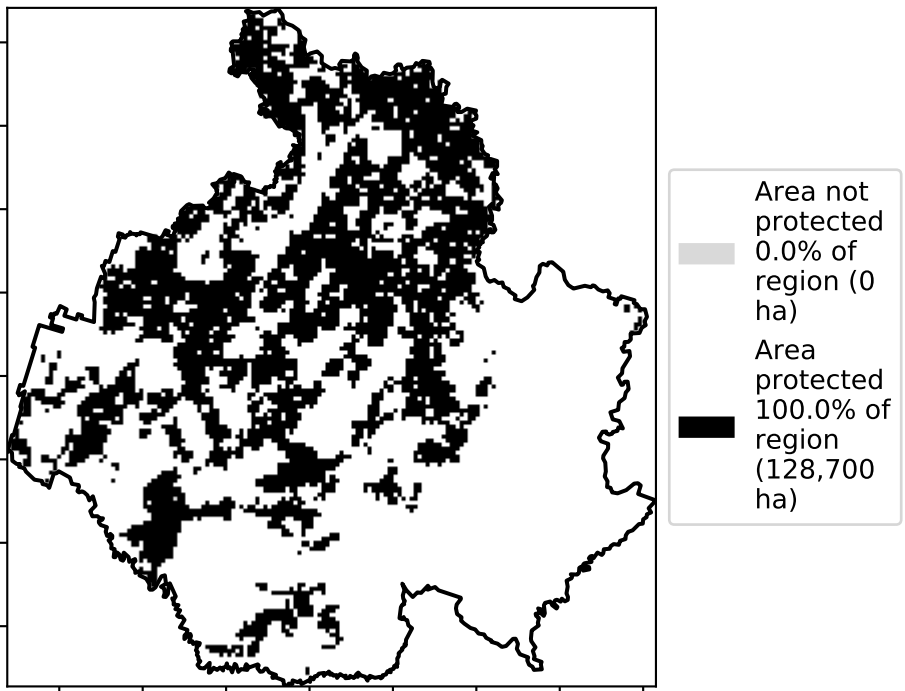 Area not
protected
0.0% of
region (0
ha)
Area
protected
100.0% of
region
(128,700
ha)